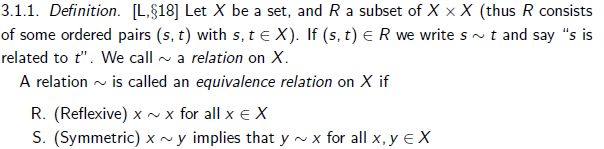 3.1.1. Definition. [L,§18] Let X be a set, and R a subset of X × X (thus R consists
of some ordered pairs (s, t) with s, t ∈ X). If (s, t) ∈ R we write s ∼ t and say “s is
related to t”. We call ∼ a relation on X.
A relation ∼ is called an equivalence relation on X if
R. (Reflexive) x ∼ x for all x ∈ X
S. (Symmetric) x ∼ y implies that y ∼ x for all x, y ∈ X